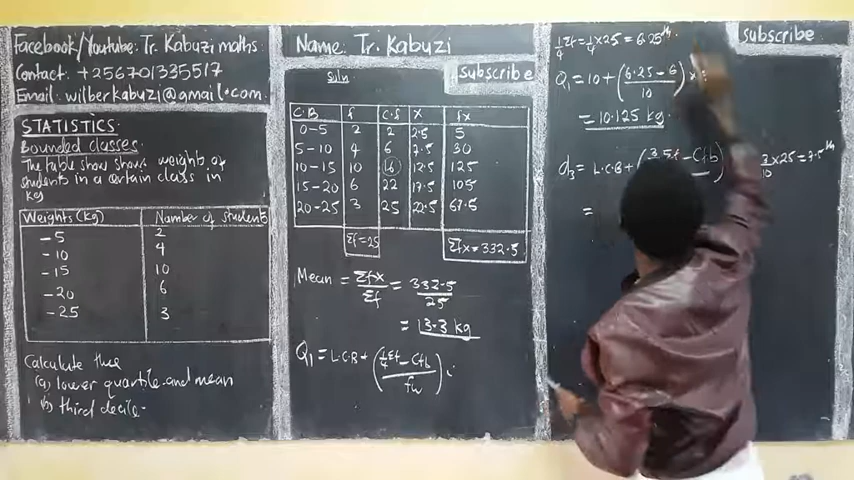 Facebook/Youtube: Tr. Kabuzi maths
Contact: +256701335517
Email: wilberkabuzi@gmail.com
STATISTICS
Bounded classes
The table show shows weights of
students in a certain class in
kg
Weights (kg) Number of students
-5 2
-10 4
-15 10
-20 6
-25 3
Calculate the
(a) lower quartile and mean
(b) third decile
Name: Tr. Kabuzi
Soln
subscribe
C.B f C.f X fx
0-5 2 2 2.5 5
5-10 4 6 7.5 30
10-15 10 16 12.5 125
15-20 6 22 17.5 105
20-25 3 25 22.5 67.5
Σf=25 Σfx=332.5
Mean = Σfx/Σf = 332.5/25
= 13.3 kg
Q₁ = L.C.B + (¼Σf - Cfb / fw)
subscribe
¼Σf = ¼×25 = 6.25th
Q₁ = 10 + (6.25 - 6 / 10) ×
= 10.125 kg
d₃ = L.C.B + ( - Cfb) 3/10 ×25 = 7.5th
=